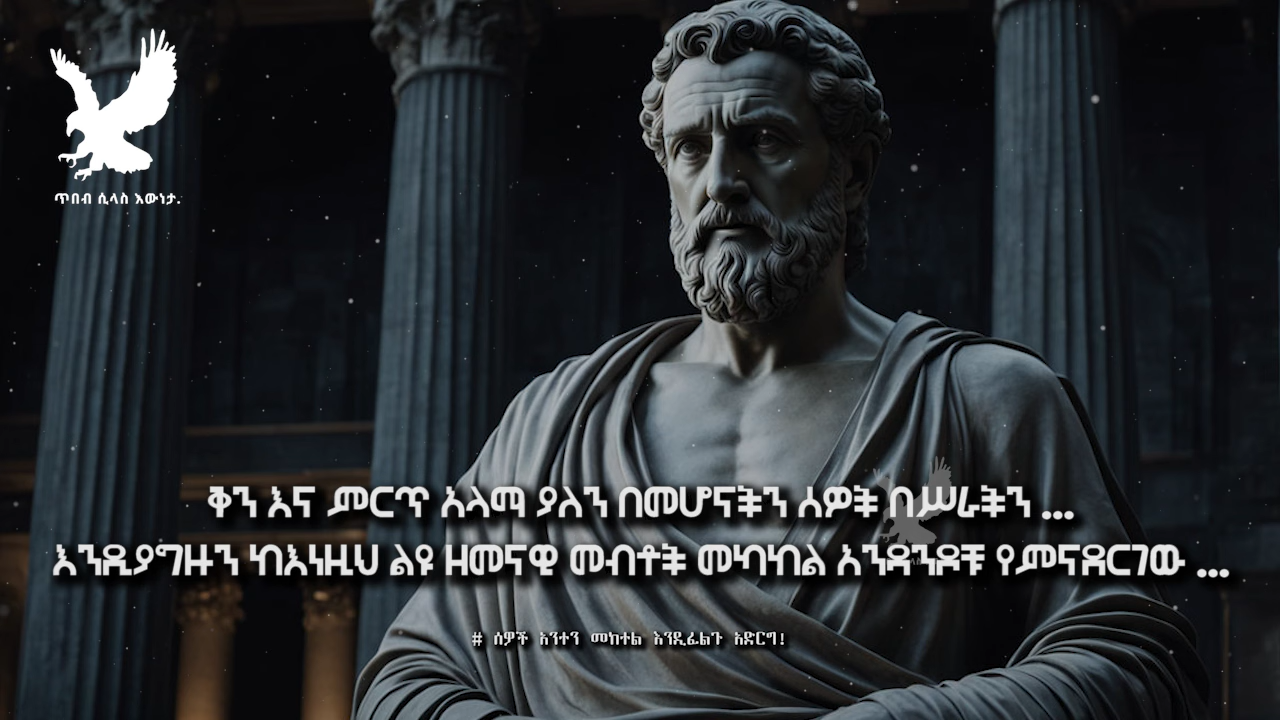 ጥበብ ሲላስ እውነታ.
ቅን እና ምርጥ አላማ ያለን በመሆናችን ሰዎች በሥራችን ...
እንዲያግዙን ከእነዚህ ልዩ ዘመናዊ መብቶች መካከል አንዳንዶቹ የምናደርገው ...
# ሰዎች አንተን መከተል እንዲፈልጉ አድርግ!